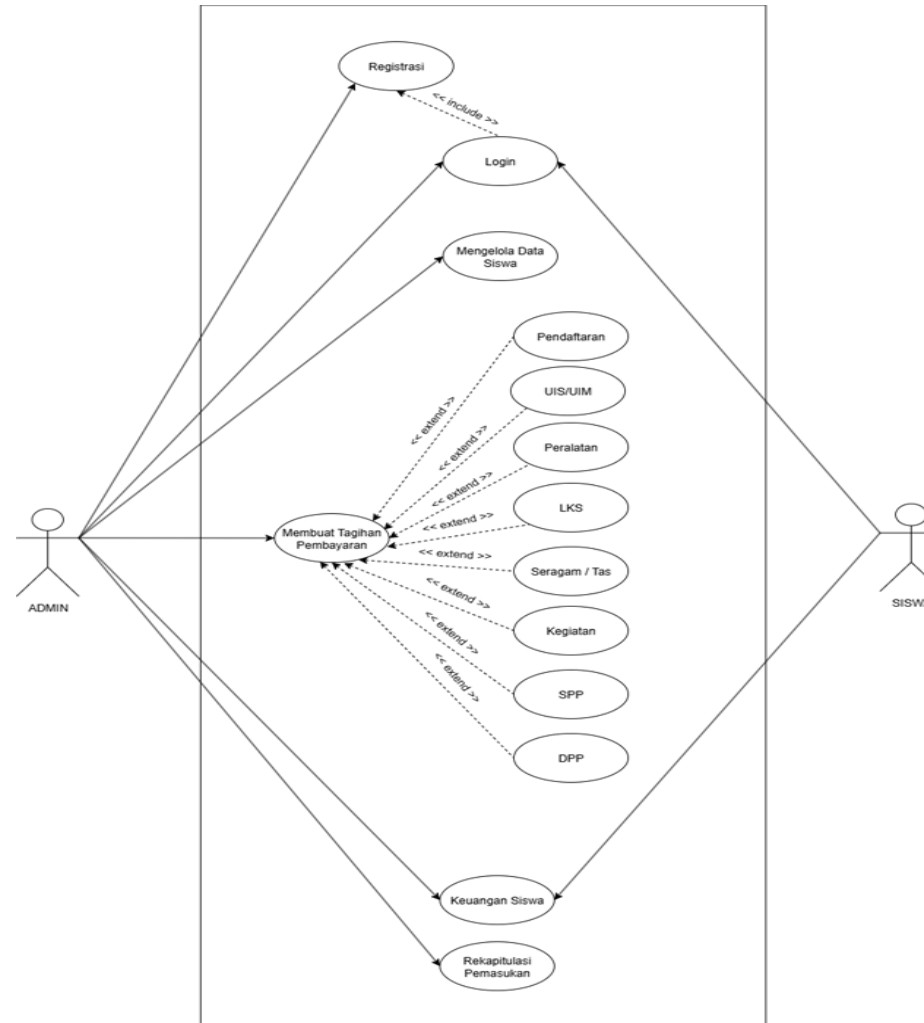 Registrasi
<< include >>
Login
Mengelola Data
Siswa
Pendaftaran
<< extend >>
UIS/UIM
<< extend >>
Peralatan
<< extend >>
LKS
<< extend >>
Membuat Tagihan
Pembayaran
Seragam / Tas
<< extend >>
Kegiatan
<< extend >>
SPP
<< extend >>
DPP
<< extend >>
ADMIN
SISWA
Keuangan Siswa
Rekapitulasi
Pemasukan